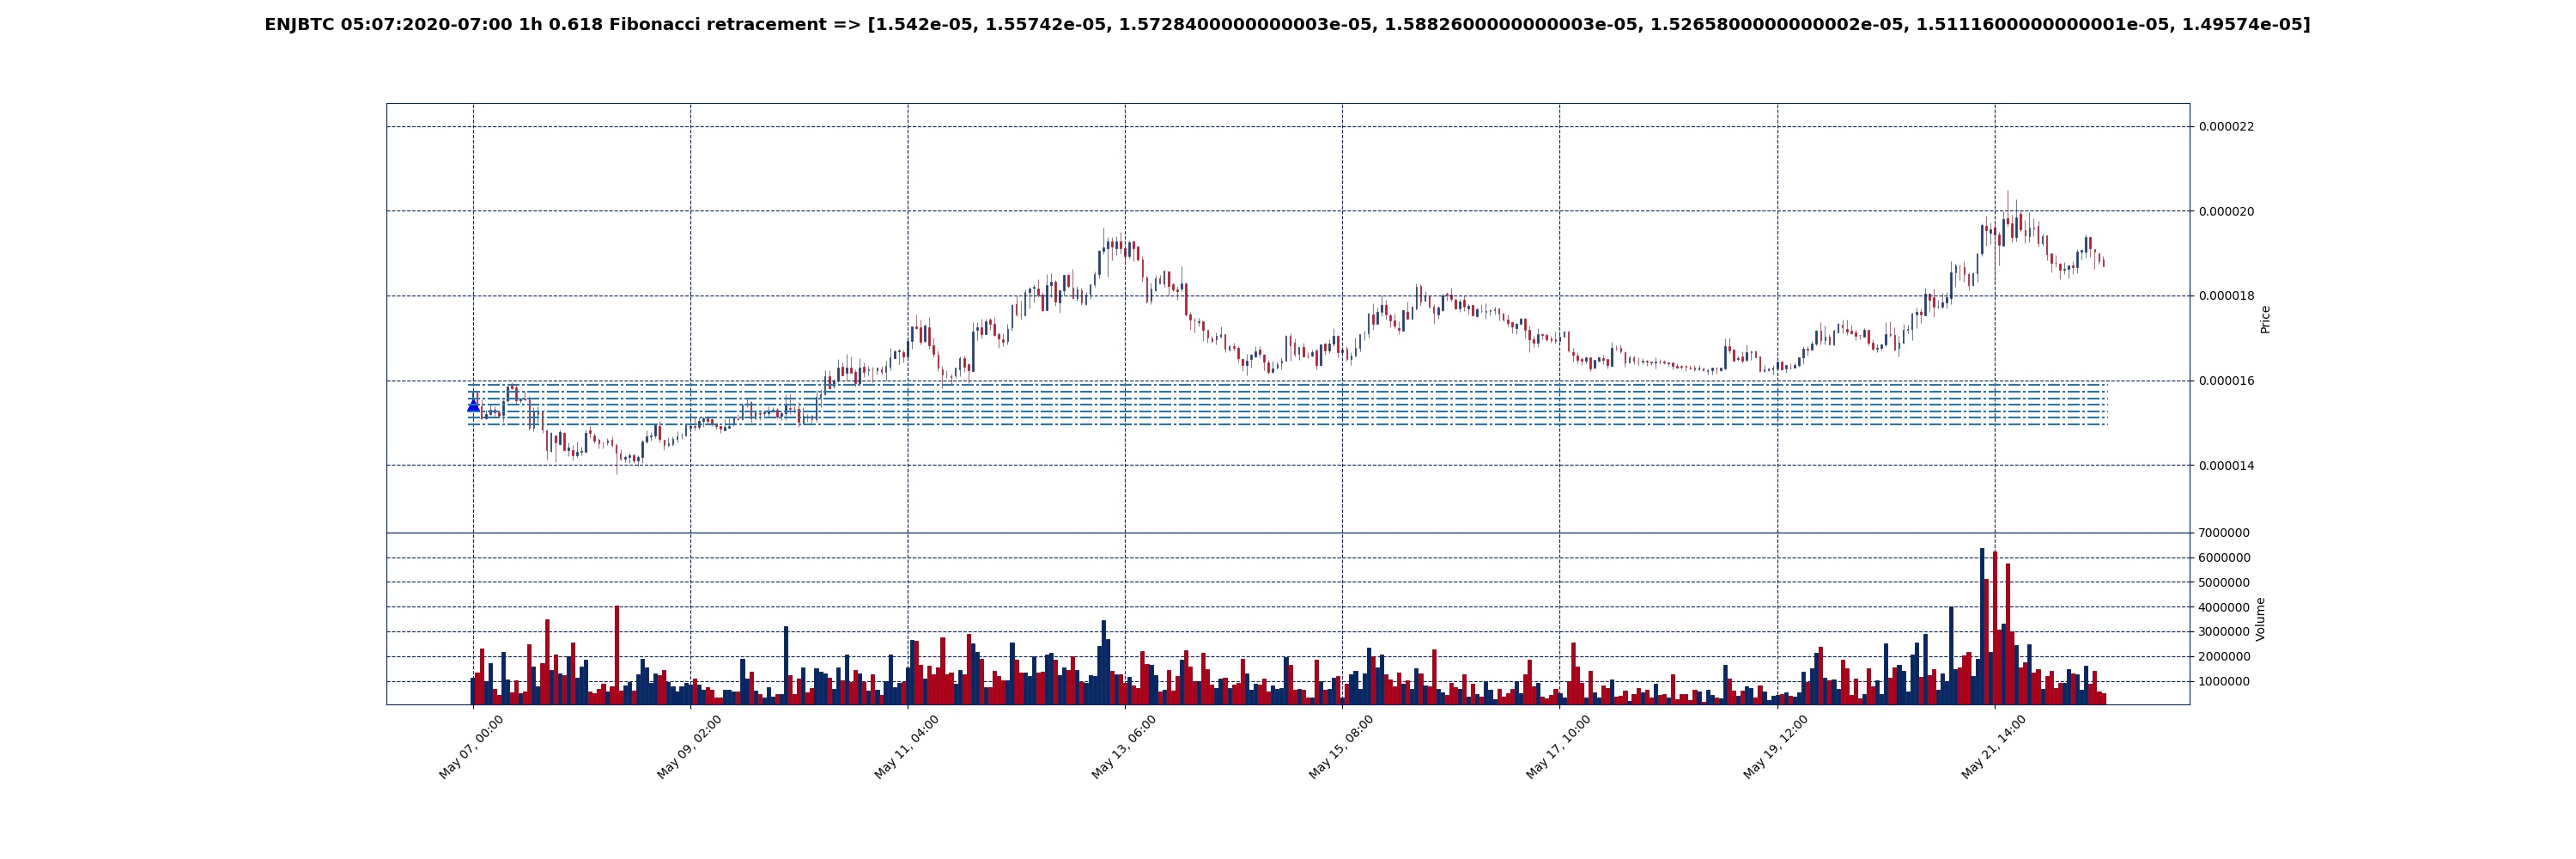 ENJBTC 05:07:2020-07:00 1h 0.618 Fibonacci retracement => [1.542e-05, 1.55742e-05, 1.5728400000000003e-05, 1.5882600000000003e-05, 1.5265800000000002e-05, 1.5111600000000001e-05, 1.49574e-05]
0.000022
0.000020
0.000018
Price
0.000016
0.000014
7000000
6000000
5000000
4000000
Volume
3000000
2000000
1000000
May 07, 00:00
May 09, 02:00
May 11, 04:00
May 13, 06:00
May 15, 08:00
May 17, 10:00
May 19, 12:00
May 21, 14:00